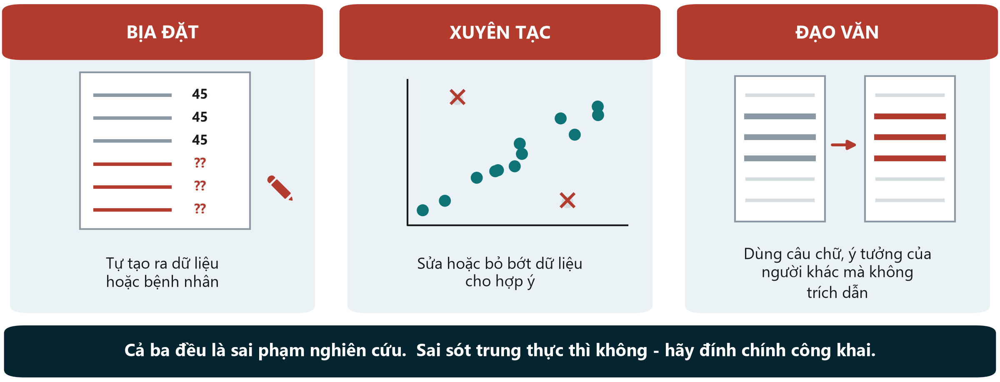 BỊA ĐẶT
45
45
45
??
??
??
Tự tạo ra dữ liệu
hoặc bệnh nhân
XUYÊN TẠC
Sửa hoặc bỏ bớt dữ liệu
cho hợp ý
ĐẠO VĂN
Dùng câu chữ, ý tưởng của
người khác mà không
trích dẫn
Cả ba đều là sai phạm nghiên cứu. Sai sót trung thực thì không - hãy đính chính công khai.